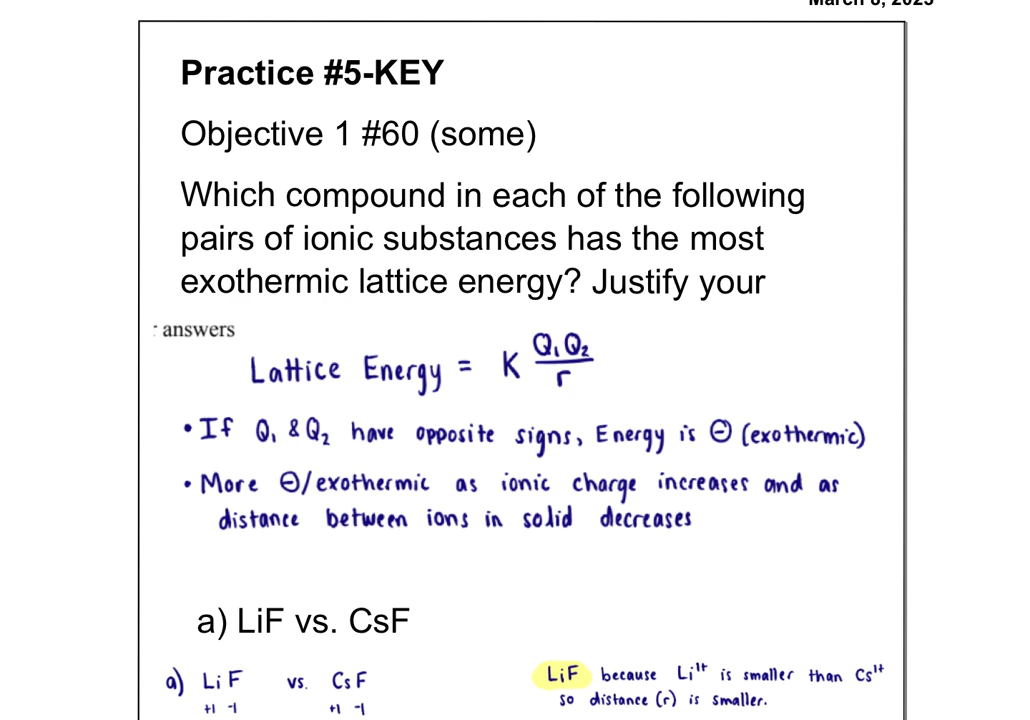 March 8, 2023
Practice #5-KEY
Objective 1 #60 (some)
Which compound in each of the following
pairs of ionic substances has the most
exothermic lattice energy? Justify your
r answers
Lattice Energy = K Q₁Q₂/r
• If Q₁ & Q₂ have opposite signs, Energy is ⊖ (exothermic)
• More ⊖/exothermic as ionic charge increases and as
distance between ions in solid decreases
a) LiF vs. CsF
a) LiF vs. CsF
+1 -1 +1 -1
LiF because Li¹⁺ is smaller than Cs¹⁺
so distance (r) is smaller.